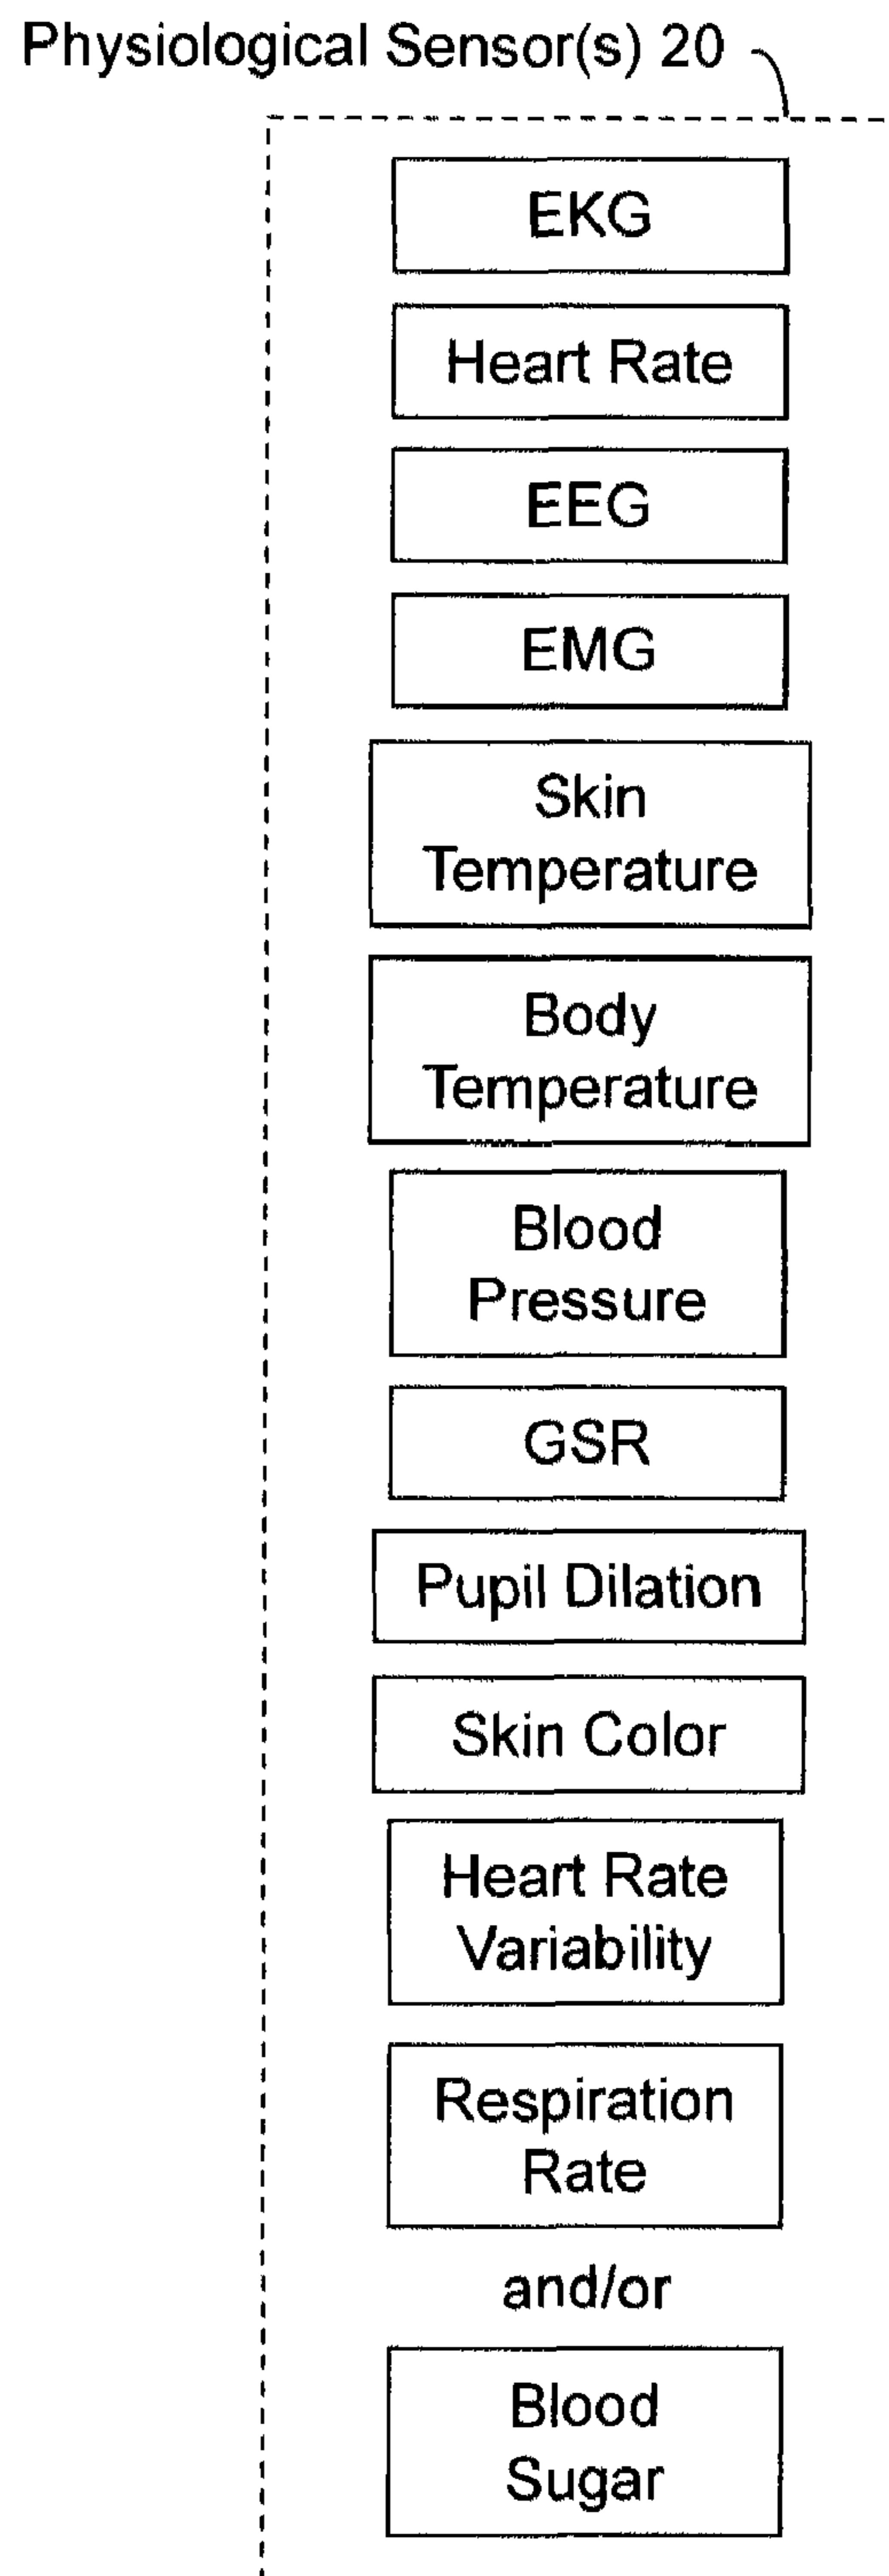 Physiological Sensor(s) 20
EKG
Heart Rate
EEG
EMG
Skin
Temperature
Body
Temperature
Blood
Pressure
GSR
Pupil Dilation
Skin Color
Heart Rate
Variability
Respiration
Rate
and/or
Blood
Sugar